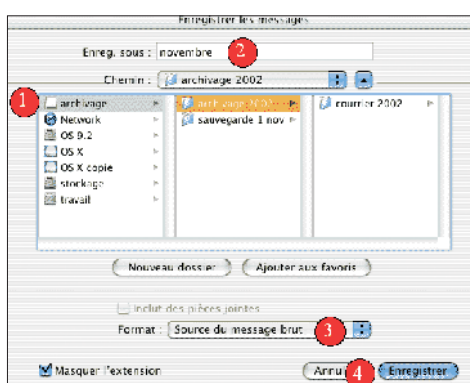 Enregistrer les messages
Enreg. sous : novembre 2
Chemin : archivage 2002
1 archivage archivage 2002 courrier 2002
Network sauvegarde 1 nov
OS 9.2
OS X
OS X copie
stockage
travail
Nouveau dossier Ajouter aux favoris
Inclut des pièces jointes
Format : Source du message brut 3
Masquer l'extension Annu 4 Enregistrer